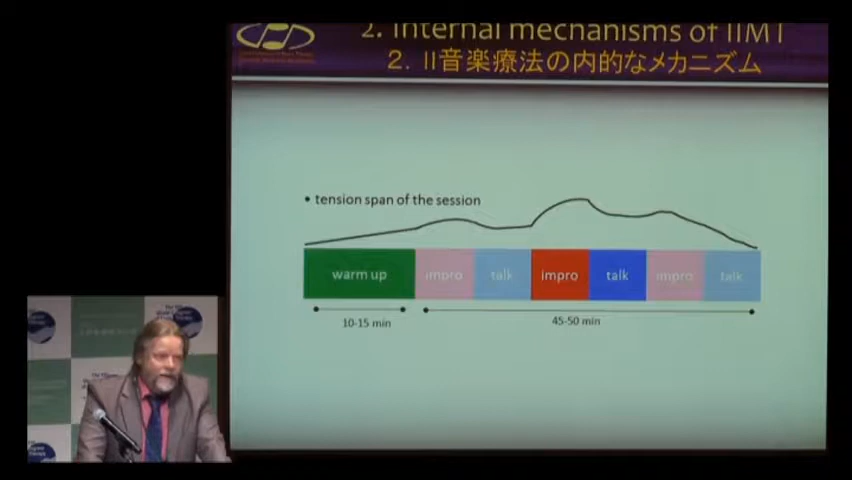 2. Internal mechanisms of IIMT
2. II音楽療法の内的なメカニズム
• tension span of the session
warm up
impro
talk
impro
talk
impro
talk
10-15 min
45-50 min